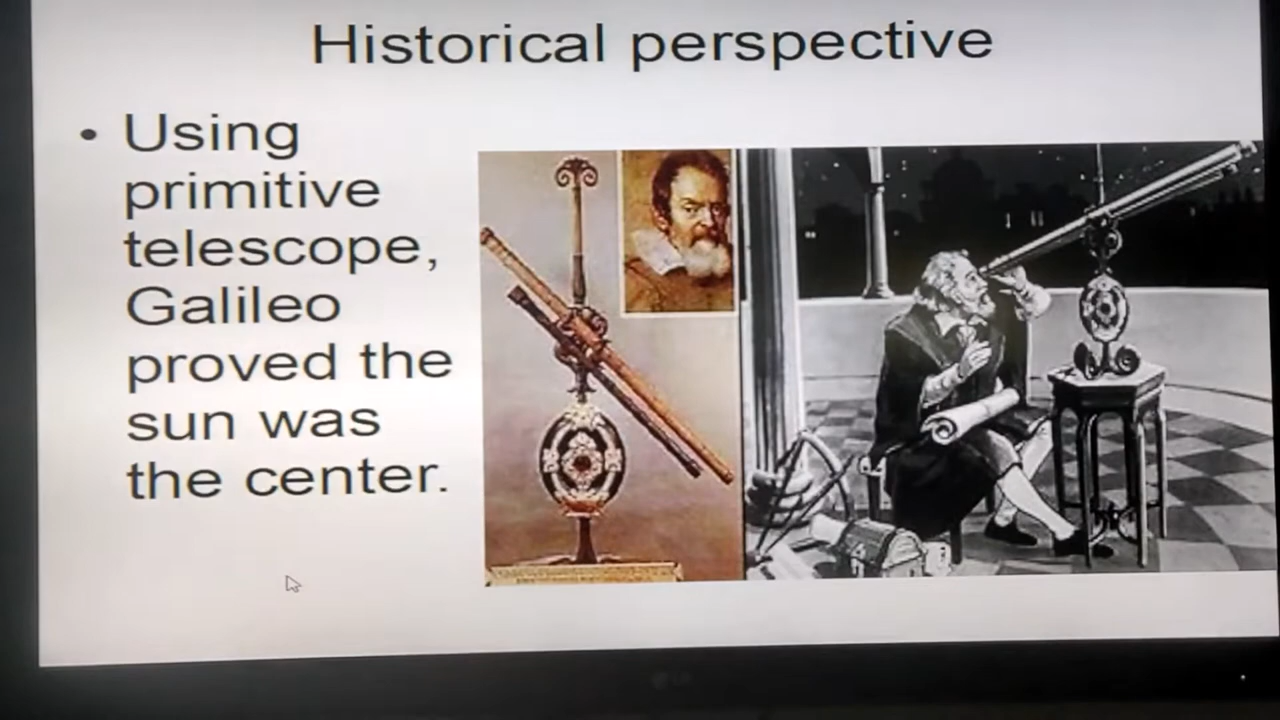 Historical perspective
• Using
primitive
telescope,
Galileo
proved the
sun was
the center.